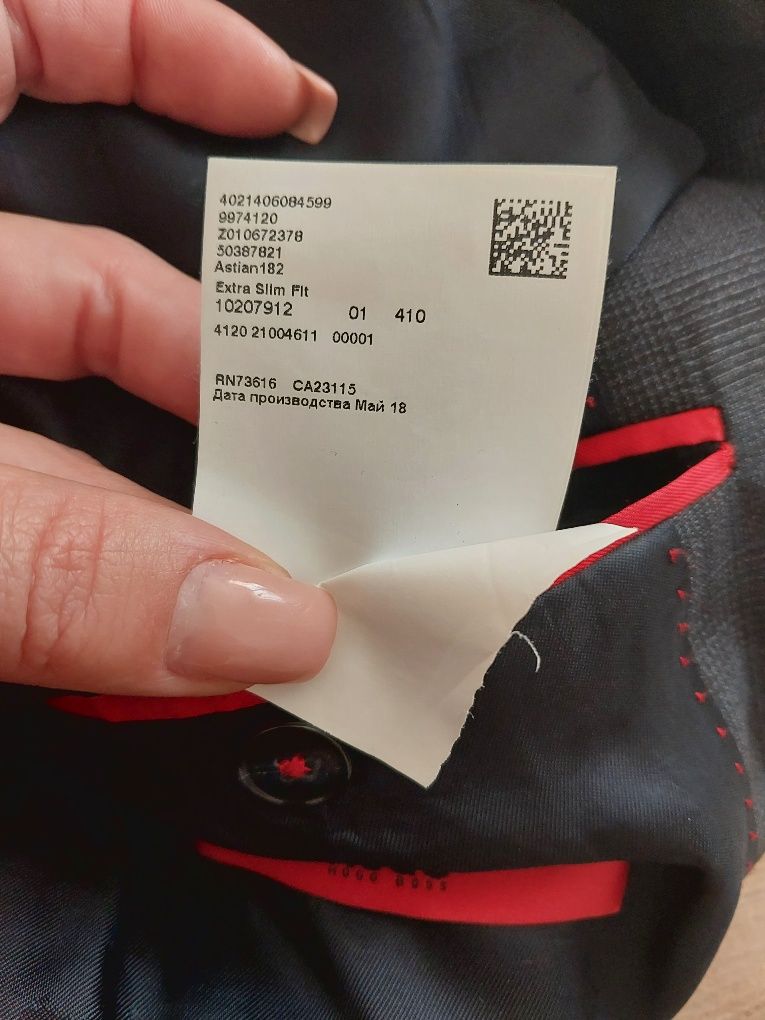 4021406084599
9974120
Z010672378
50387821
Astian182
Extra Slim Fit
10207912 01 410
4120 21004611 00001
RN73616 CA23115
Дата производства Май 18
HUGO BOSS